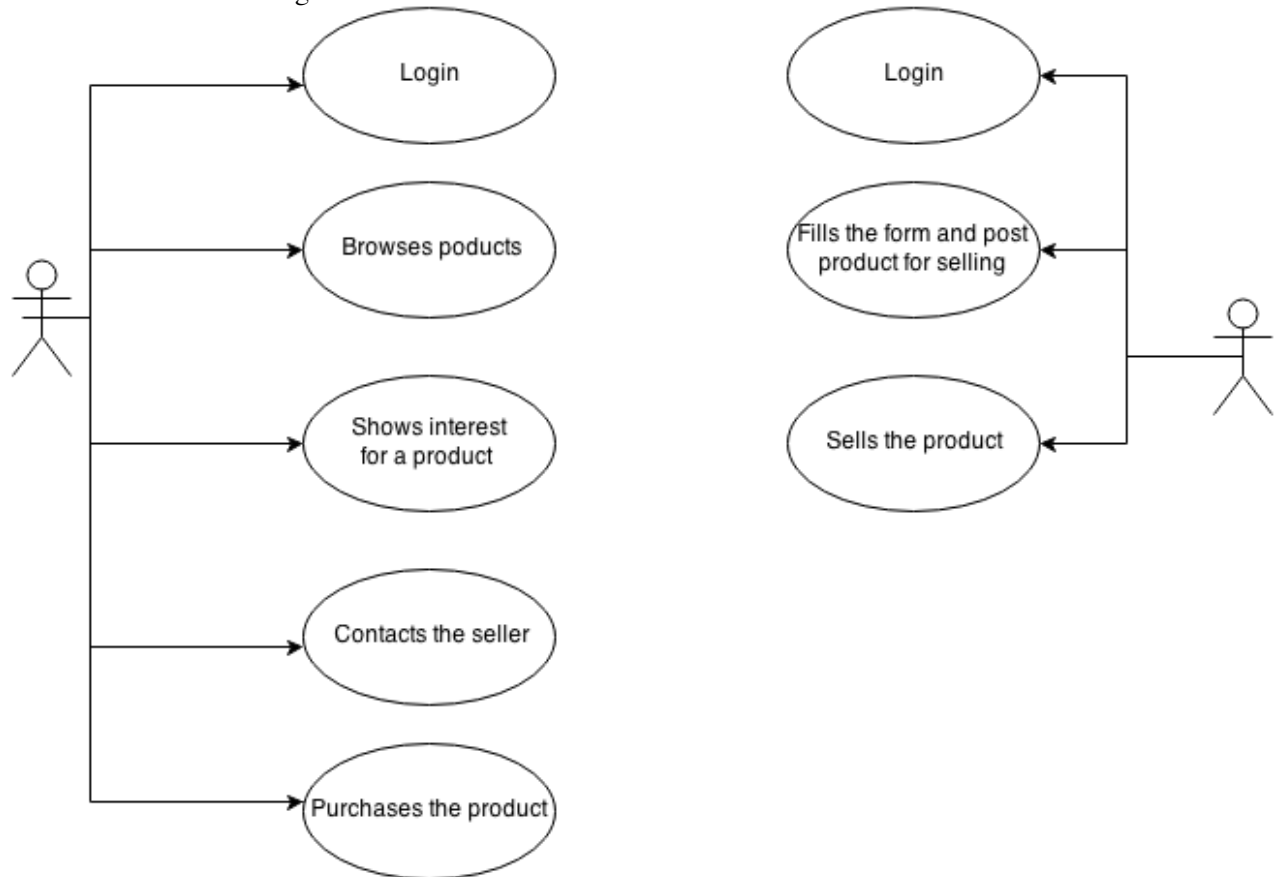 Login
Browses poducts
Shows interest
for a product
Contacts the seller
Purchases the product
Login
Fills the form and post
product for selling
Sells the product